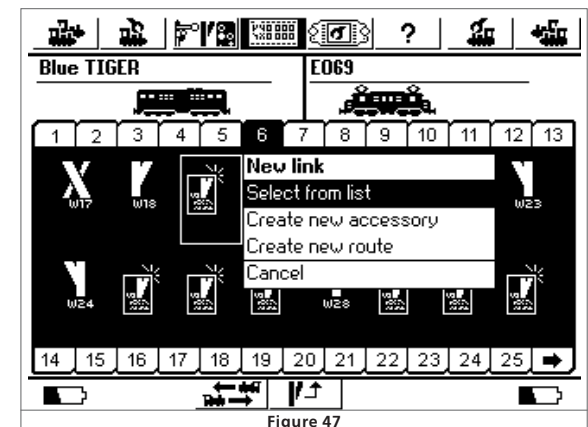 ?
Blue TIGER E069
1 2 3 4 5 6 7 8 9 10 11 12 13
New link
W17 W18 Select from list W23
Create new accessory
Create new route
Cancel
W24 W28
14 15 16 17 18 19 20 21 22 23 24 25
Figure 47